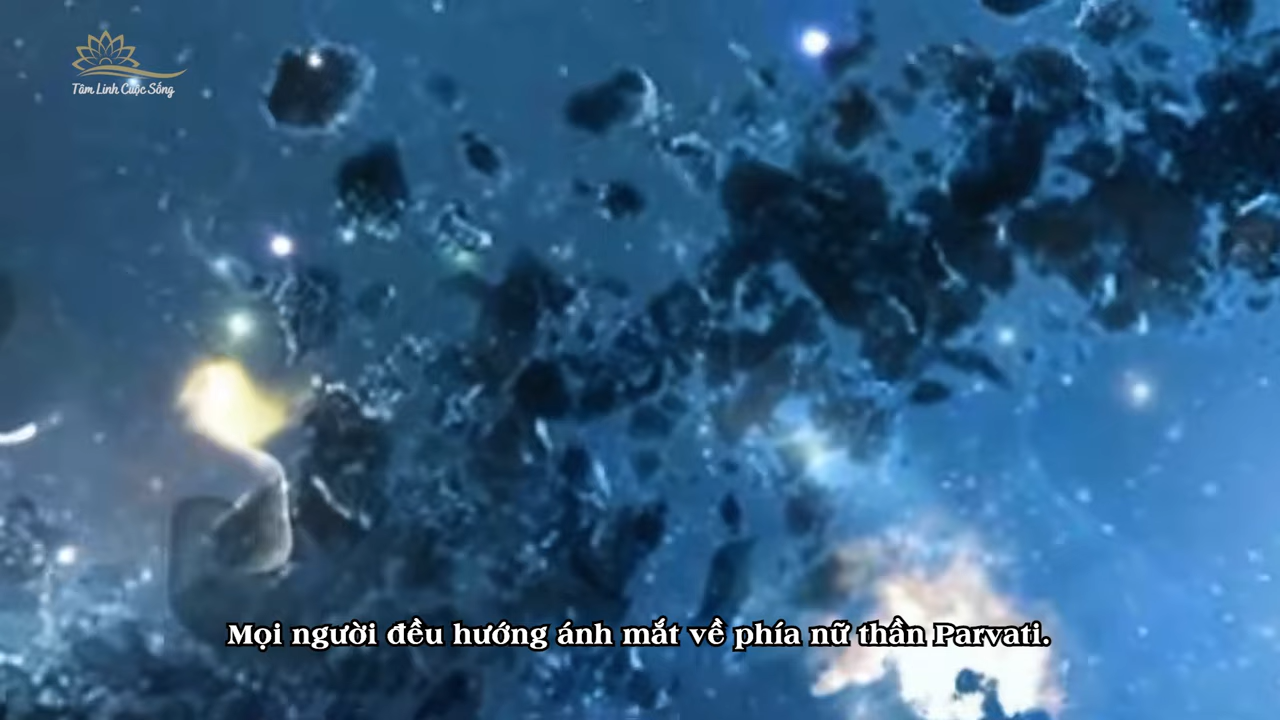 Tâm Linh Cuộc Sống
Mọi người đều hướng ánh mắt về phía nữ thần Parvati.